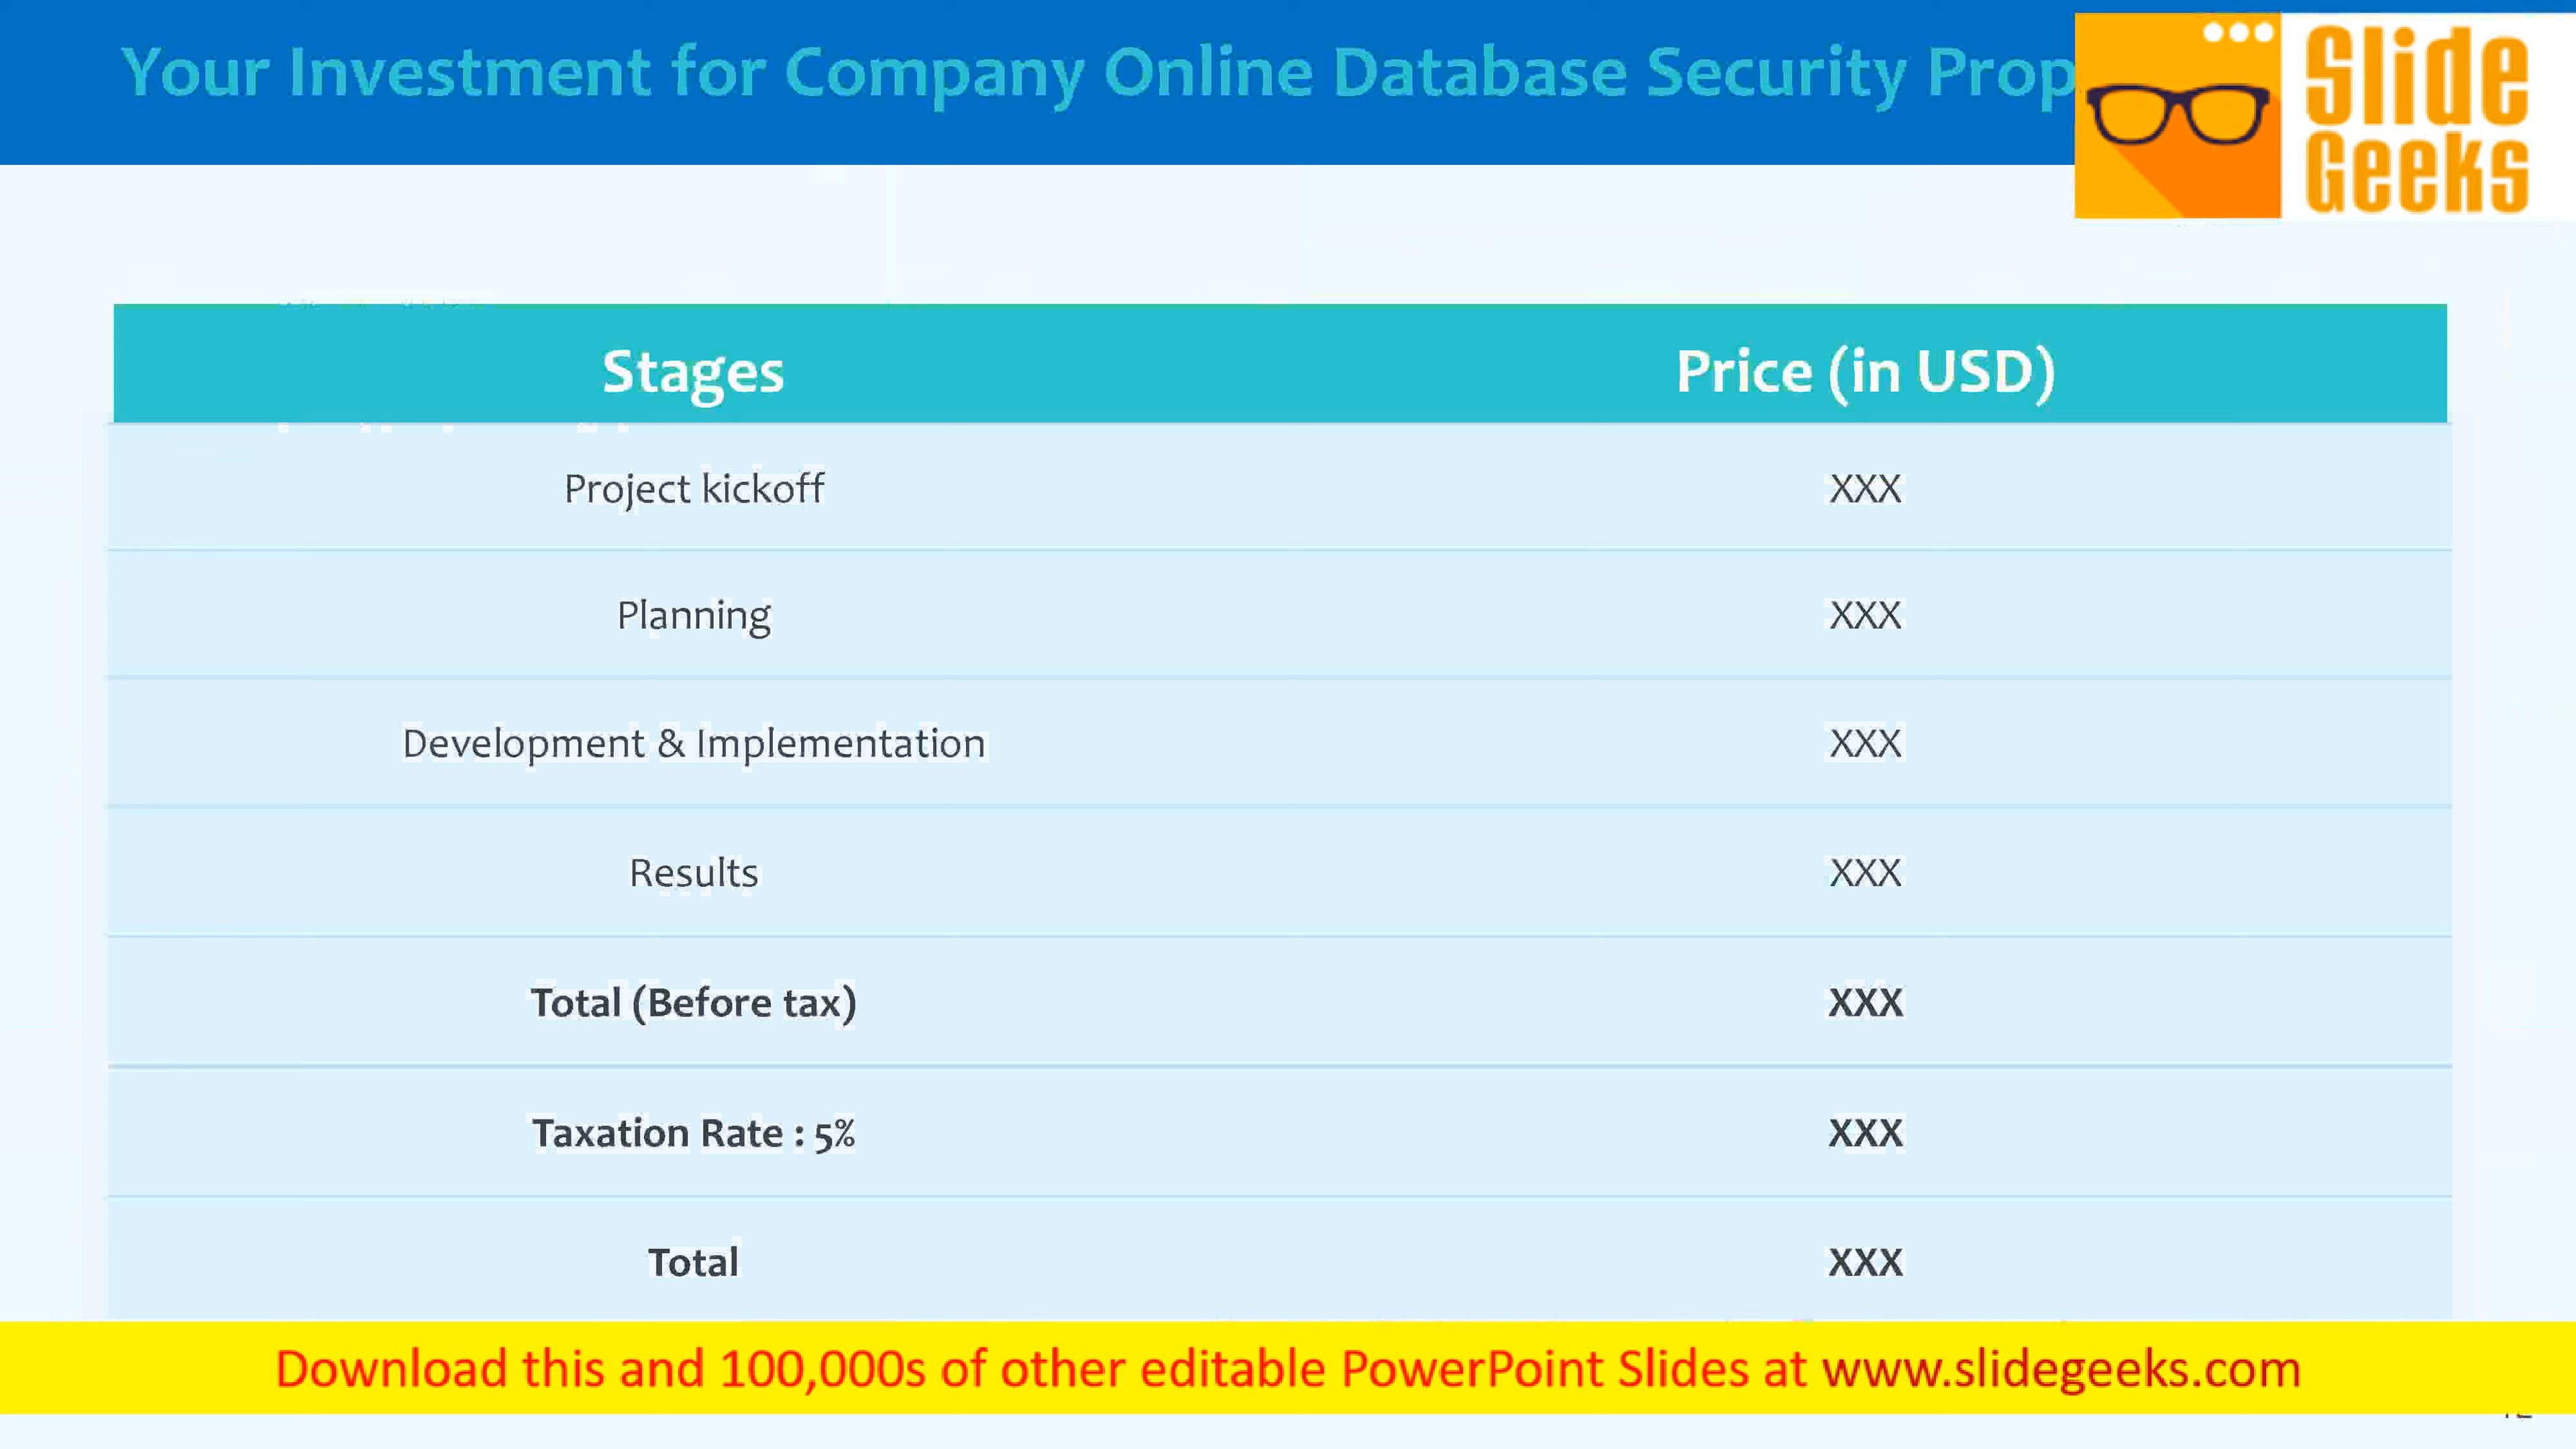 Your Investment for Company Online Database Security Prop
Slide
Geeks
Stages Price (in USD)
Project kickoff XXX
Planning XXX
Development & Implementation XXX
Results XXX
Total (Before tax) XXX
Taxation Rate : 5% XXX
Total XXX
Download this and 100,000s of other editable PowerPoint Slides at www.slidegeeks.com